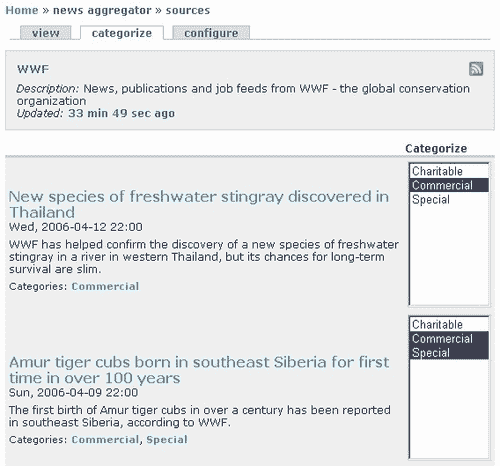 Home » news aggregator » sources
view categorize configure
WWF
Description: News, publications and job feeds from WWF - the global conservation
organization
Updated: 33 min 49 sec ago
Categorize
New species of freshwater stingray discovered in
Thailand
Wed, 2006-04-12 22:00
WWF has helped confirm the discovery of a new species of freshwater
stingray in a river in western Thailand, but its chances for long-term
survival are slim.
Categories: Commercial
Charitable
Commercial
Special
Amur tiger cubs born in southeast Siberia for first
time in over 100 years
Sun, 2006-04-09 22:00
The first birth of Amur tiger cubs in over a century has been reported
in southeast Siberia, according to WWF.
Categories: Commercial, Special
Charitable
Commercial
Special